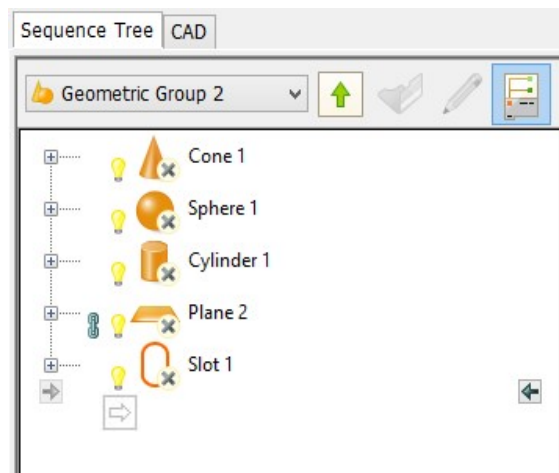 Sequence Tree CAD
Geometric Group 2
Cone 1
Sphere 1
Cylinder 1
Plane 2
Slot 1